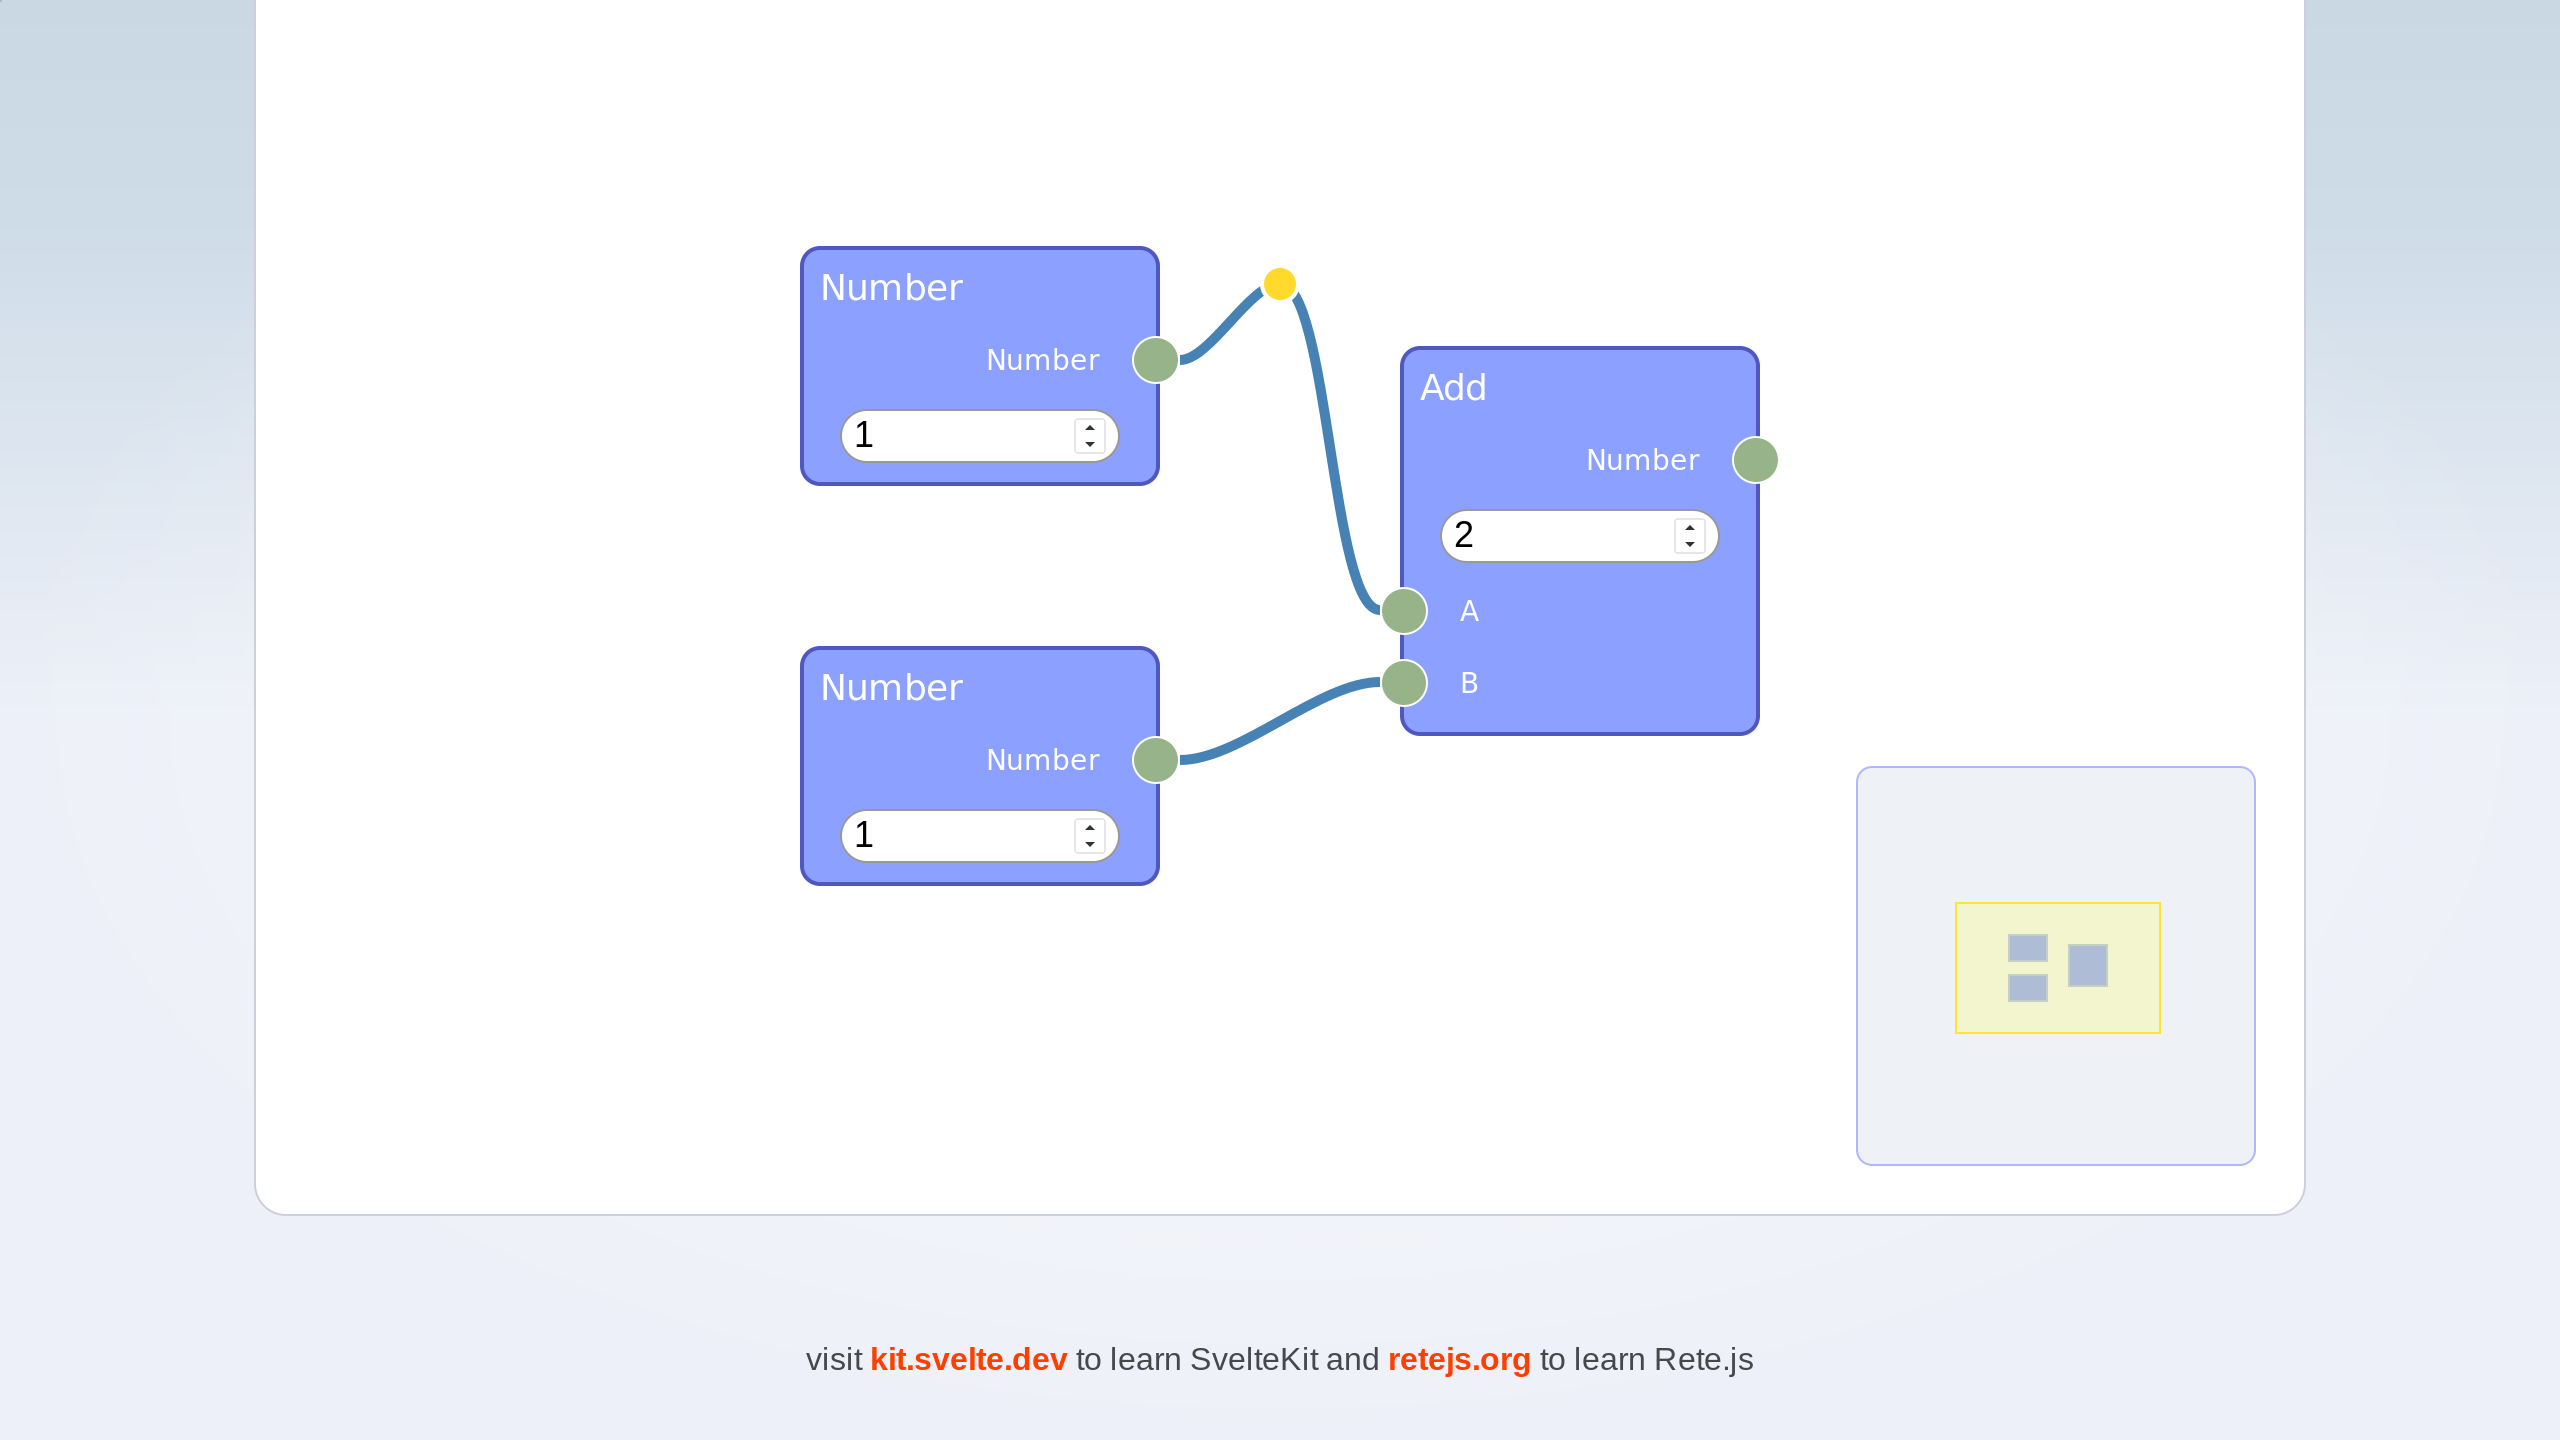 Number
Number
1
Add
Number
2
A
B
Number
Number
1
visit kit.svelte.dev to learn SvelteKit and retejs.org to learn Rete.js